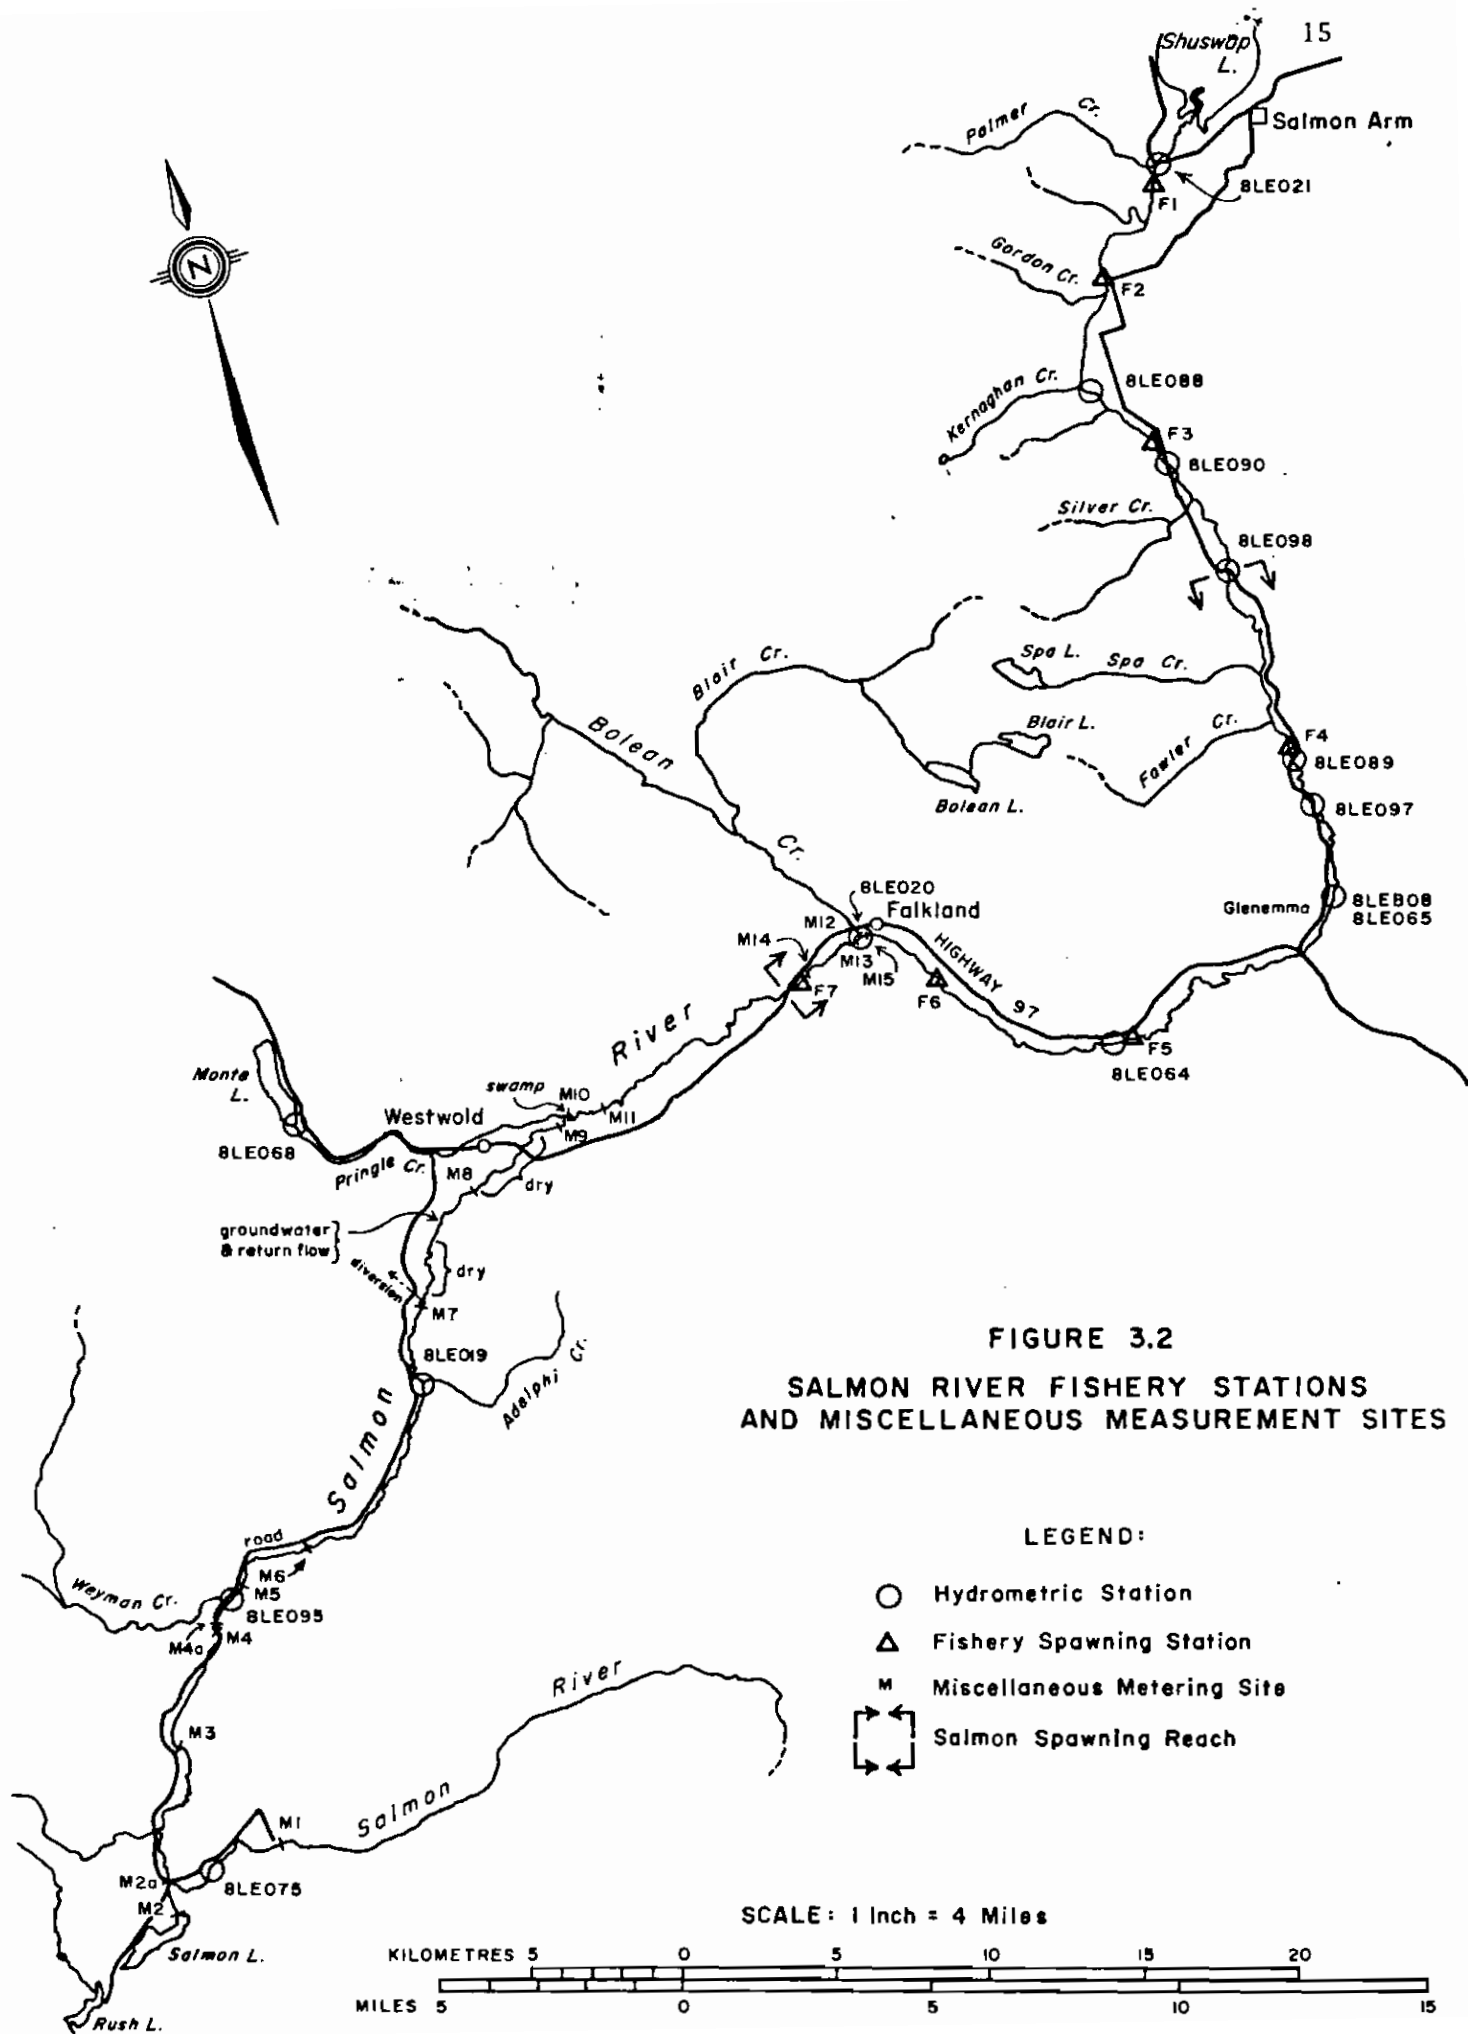 15
Shuswap
L.
Salmon Arm
Palmer Cr.
8LE021
F1
Gordon Cr.
F2
N
Kernaghan Cr.
8LE088
F3
8LE090
Silver Cr.
8LE098
Spa L.
Spa Cr.
Blair Cr.
Bolean Cr.
Blair L.
Fowler Cr.
F4
8LE089
Bolean L.
8LE097
8LE020
Falkland
Glenemma
8LEB08
8LE065
M12
M14
M13
M15
HIGHWAY 97
F7
F6
River
F5
8LE064
Monte
L.
swamp
M10
M11
Westwold
M9
8LE068
Pringle Cr.
M8
dry
groundwater
& return flow
diversion
dry
M7
8LE019
Adelphi Cr.
Salmon
FIGURE 3.2
SALMON RIVER FISHERY STATIONS
AND MISCELLANEOUS MEASUREMENT SITES
road
LEGEND:
Weyman Cr.
M6
M5
8LE095
M4a
M4
Hydrometric Station
Fishery Spawning Station
M Miscellaneous Metering Site
Salmon Spawning Reach
M3
Salmon River
M1
M2a
8LE075
M2
Salmon L.
Rush L.
SCALE: 1 Inch = 4 Miles
KILOMETRES 5 0 5 10 15 20
MILES 5 0 5 10 15